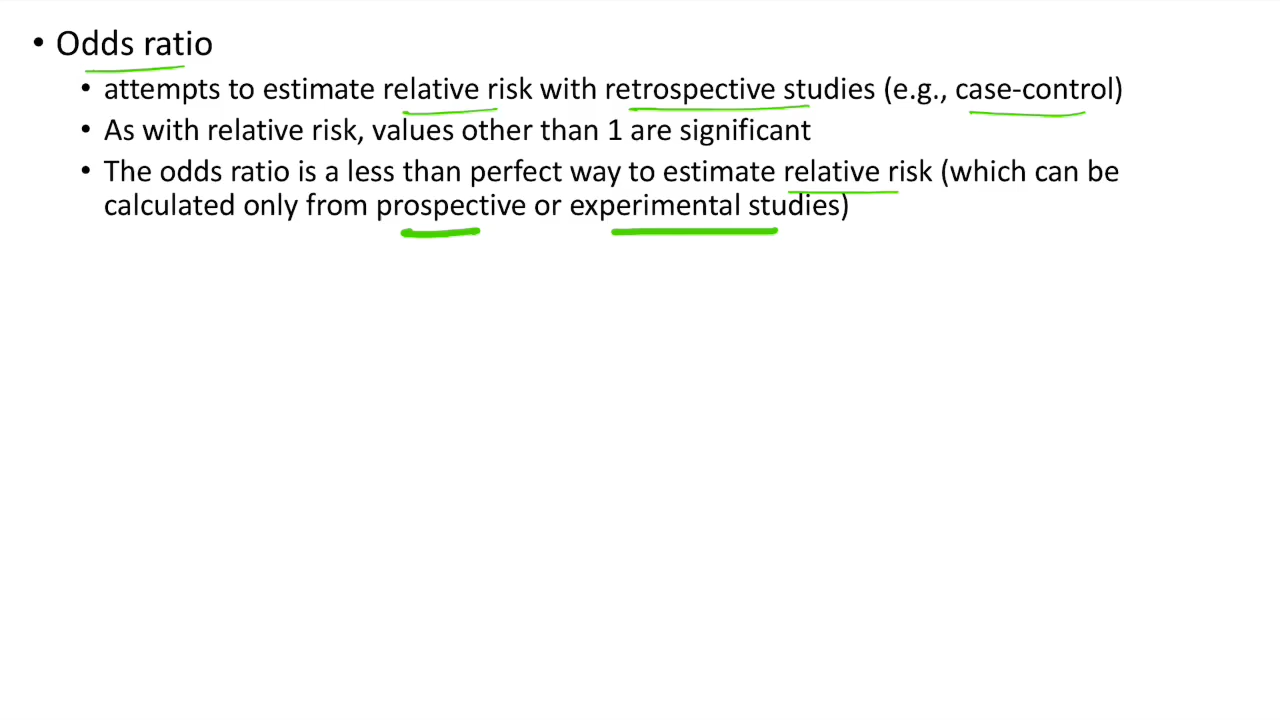 • Odds ratio
• attempts to estimate relative risk with retrospective studies (e.g., case-control)
• As with relative risk, values other than 1 are significant
• The odds ratio is a less than perfect way to estimate relative risk (which can be
calculated only from prospective or experimental studies)